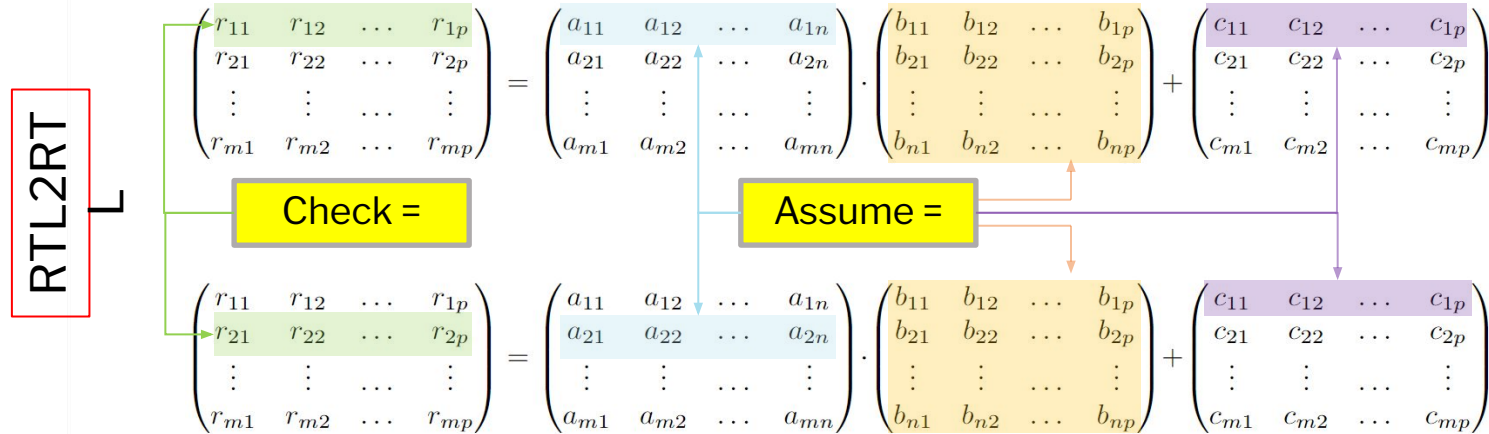 RTL2RT
L
r11 r12 … r1p = a11 a12 … a1n · b11 b12 … b1p + c11 c12 … c1p
r21 r22 … r2p a21 a22 … a2n b21 b22 … b2p c21 c22 … c2p
⋮ ⋮ … ⋮ ⋮ ⋮ … ⋮ ⋮ ⋮ … ⋮ ⋮ ⋮ … ⋮
rm1 rm2 … rmp am1 am2 … amn bn1 bn2 … bnp cm1 cm2 … cmp
Check =
Assume =
r11 r12 … r1p = a11 a12 … a1n · b11 b12 … b1p + c11 c12 … c1p
r21 r22 … r2p a21 a22 … a2n b21 b22 … b2p c21 c22 … c2p
⋮ ⋮ … ⋮ ⋮ ⋮ … ⋮ ⋮ ⋮ … ⋮ ⋮ ⋮ … ⋮
rm1 rm2 … rmp am1 am2 … amn bn1 bn2 … bnp cm1 cm2 … cmp